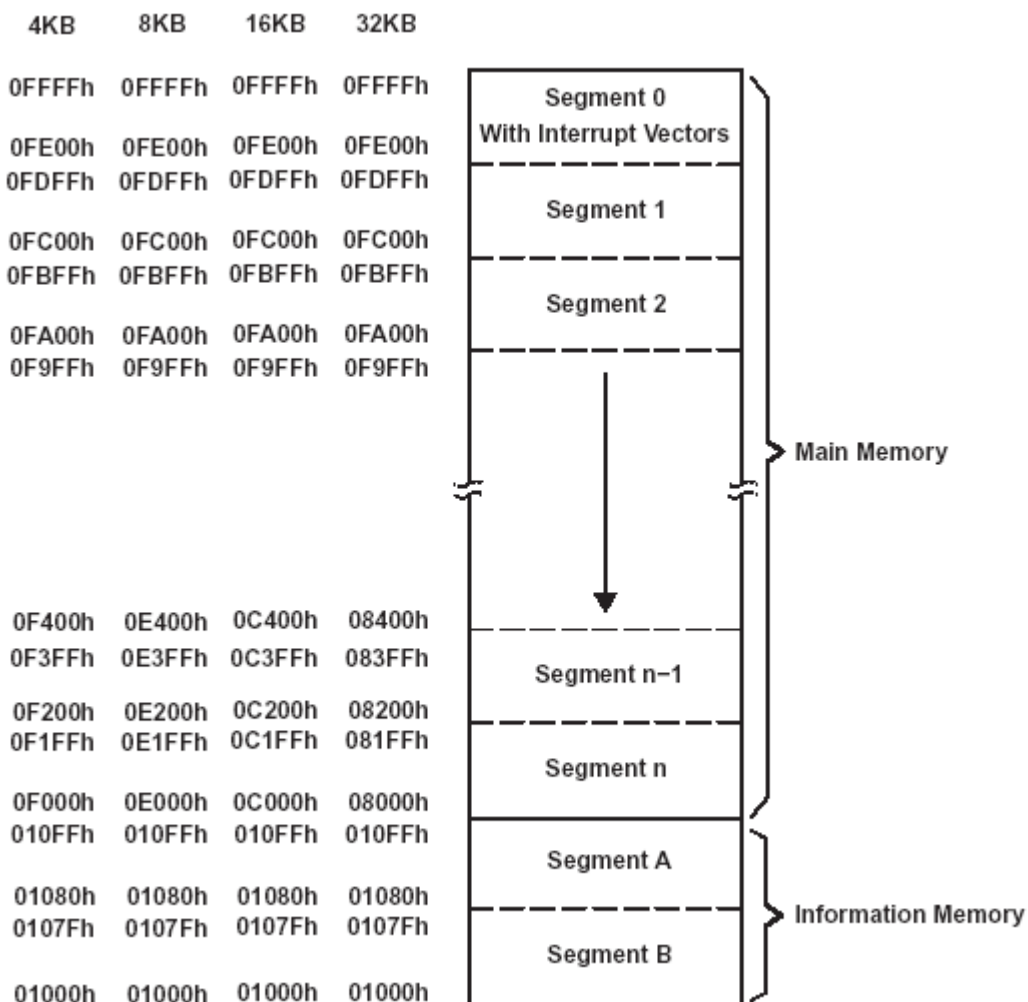 4KB 8KB 16KB 32KB
0FFFFh 0FFFFh 0FFFFh 0FFFFh
Segment 0
With Interrupt Vectors
0FE00h 0FE00h 0FE00h 0FE00h
0FDFFh 0FDFFh 0FDFFh 0FDFFh
Segment 1
0FC00h 0FC00h 0FC00h 0FC00h
0FBFFh 0FBFFh 0FBFFh 0FBFFh
Segment 2
0FA00h 0FA00h 0FA00h 0FA00h
0F9FFh 0F9FFh 0F9FFh 0F9FFh
Main Memory
0F400h 0E400h 0C400h 08400h
0F3FFh 0E3FFh 0C3FFh 083FFh
Segment n−1
0F200h 0E200h 0C200h 08200h
0F1FFh 0E1FFh 0C1FFh 081FFh
Segment n
0F000h 0E000h 0C000h 08000h
010FFh 010FFh 010FFh 010FFh
Segment A
01080h 01080h 01080h 01080h
0107Fh 0107Fh 0107Fh 0107Fh
Information Memory
Segment B
01000h 01000h 01000h 01000h